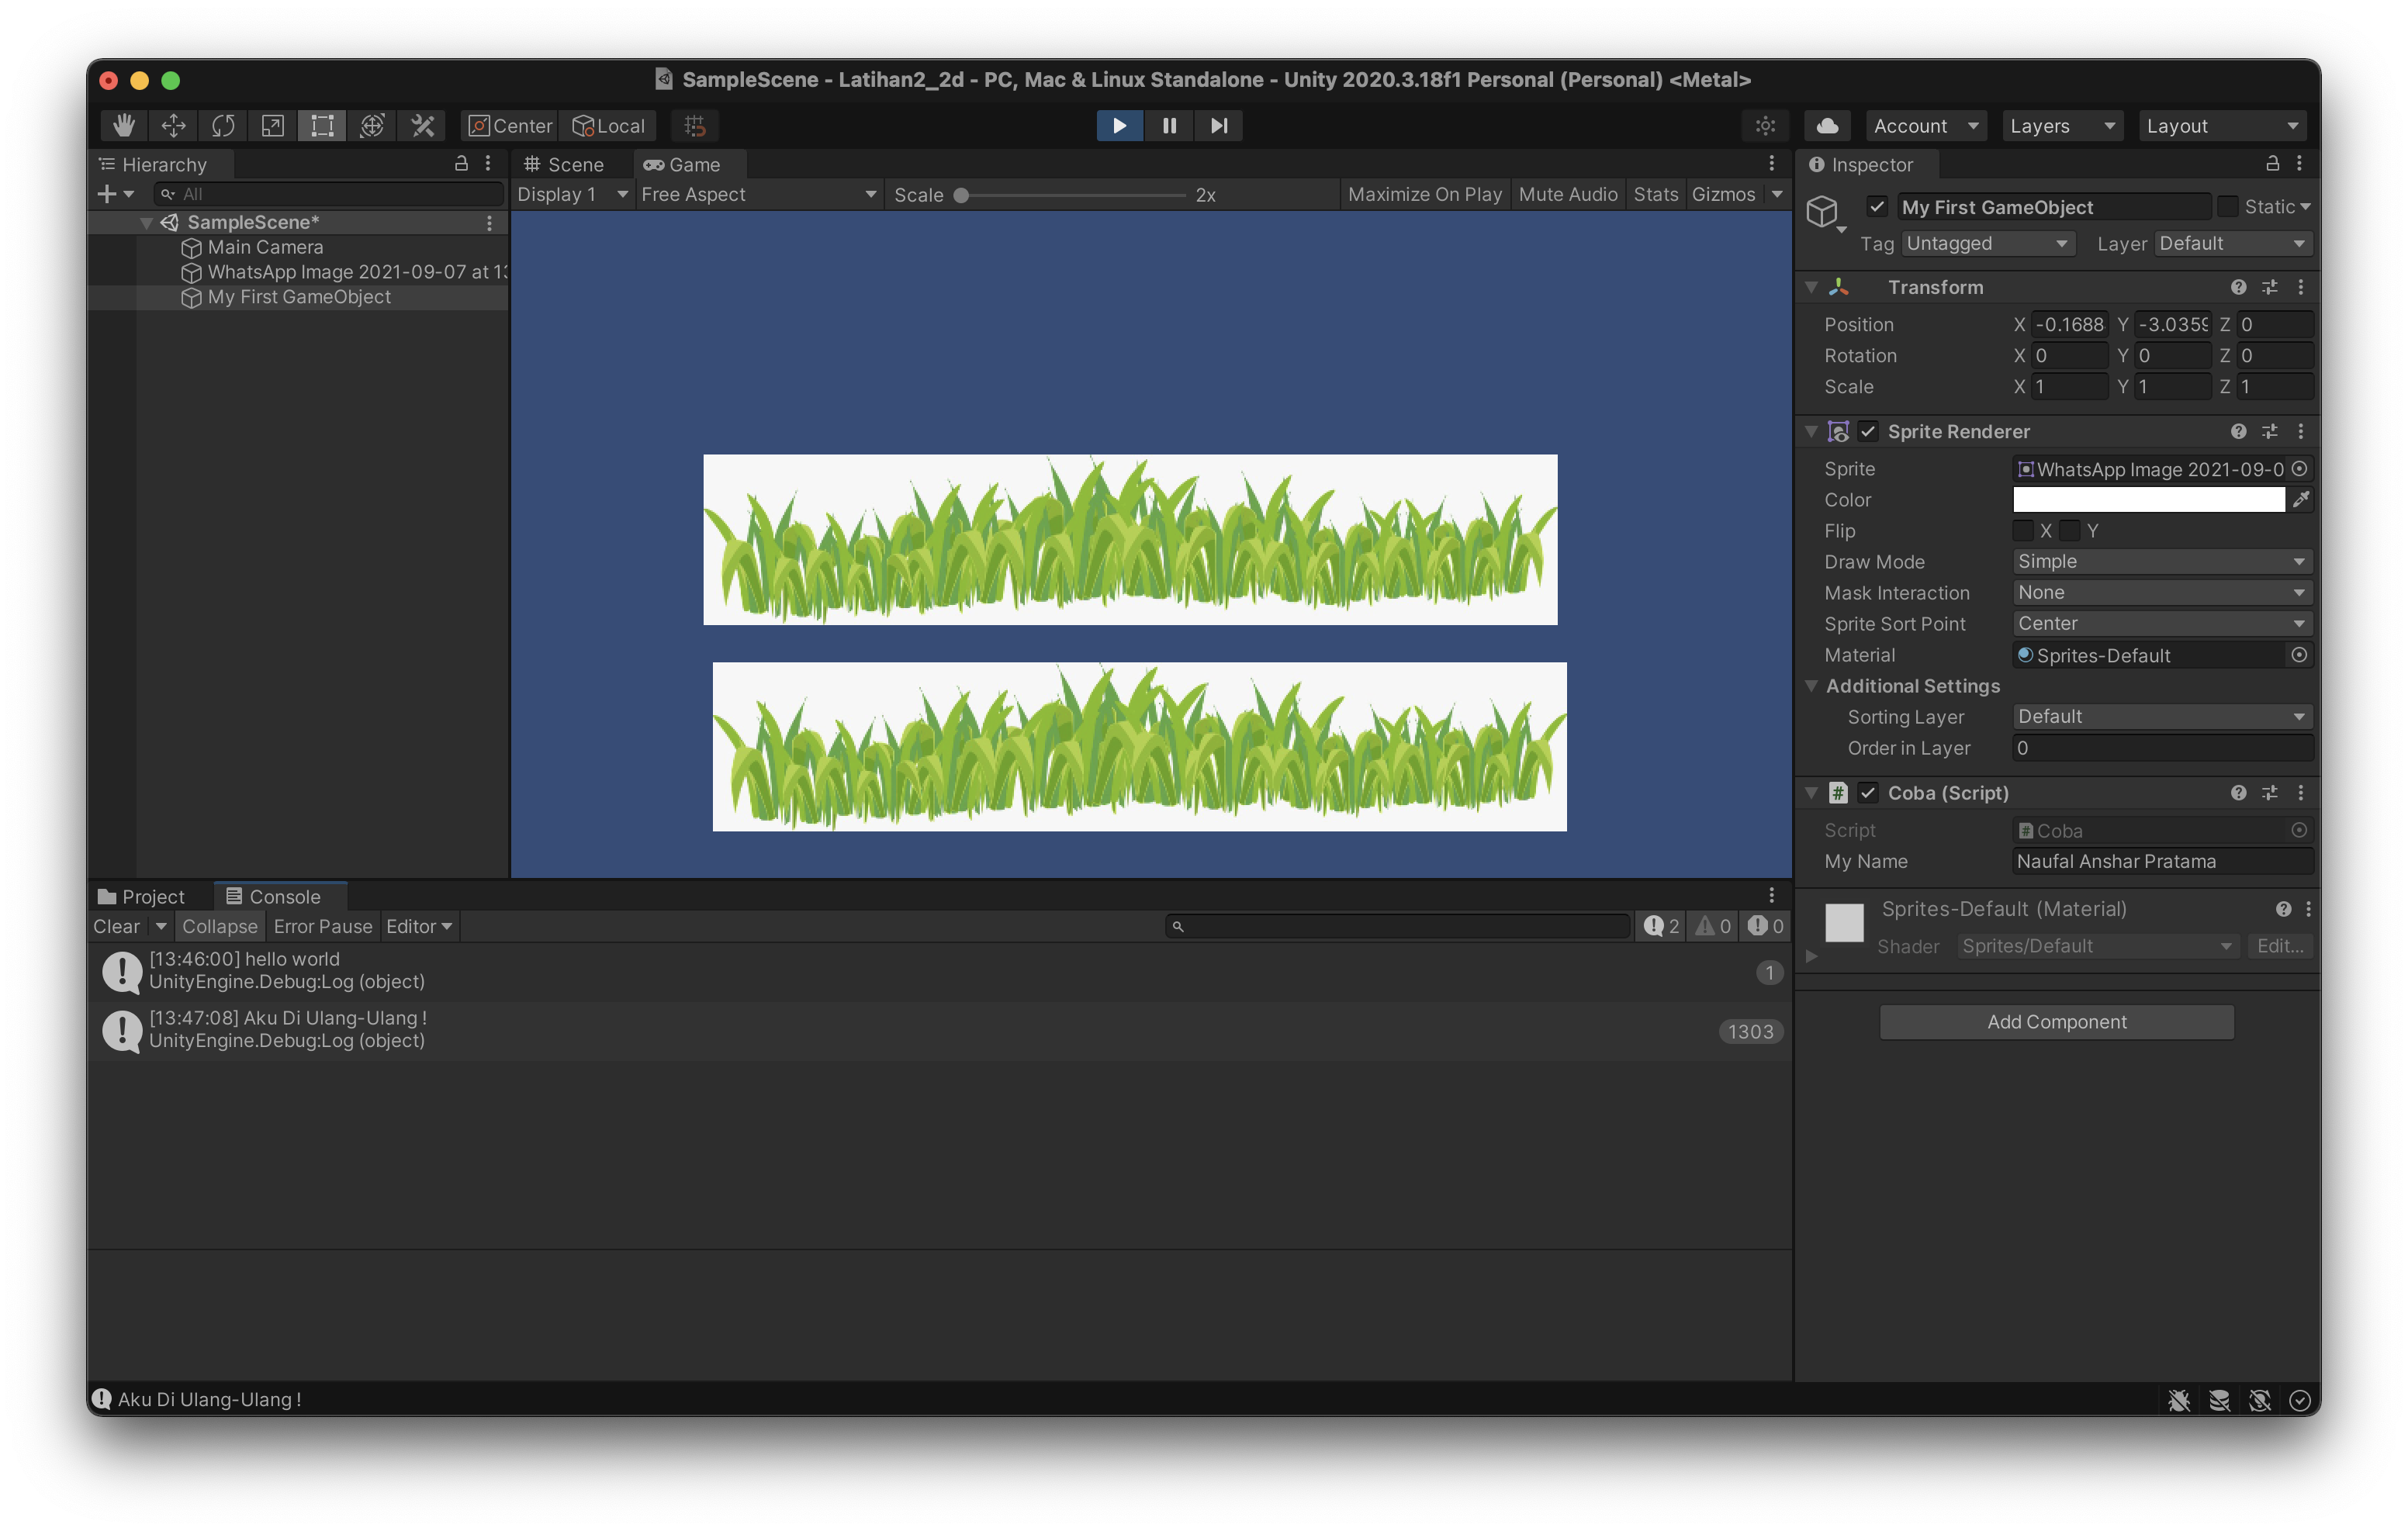 SampleScene - Latihan2_2d - PC, Mac & Linux Standalone - Unity 2020.3.18f1 Personal (Personal) <Metal>
Center Local Account Layers Layout
Hierarchy
All
SampleScene*
Main Camera
WhatsApp Image 2021-09-07 at 1
My First GameObject
Scene Game
Display 1 Free Aspect Scale 2x Maximize On Play Mute Audio Stats Gizmos
Inspector
My First GameObject Static
Tag Untagged Layer Default
Transform
Position X -0.1688 Y -3.0359 Z 0
Rotation X 0 Y 0 Z 0
Scale X 1 Y 1 Z 1
Sprite Renderer
Sprite WhatsApp Image 2021-09-0
Color
Flip X Y
Draw Mode Simple
Mask Interaction None
Sprite Sort Point Center
Material Sprites-Default
Additional Settings
Sorting Layer Default
Order in Layer 0
# Coba (Script)
Script # Coba
My Name Naufal Anshar Pratama
Sprites-Default (Material)
Shader Sprites/Default Edit...
Add Component
Project Console
Clear Collapse Error Pause Editor 2 0 0
[13:46:00] hello world
UnityEngine.Debug:Log (object)
1
[13:47:08] Aku Di Ulang-Ulang !
UnityEngine.Debug:Log (object)
1303
Aku Di Ulang-Ulang !